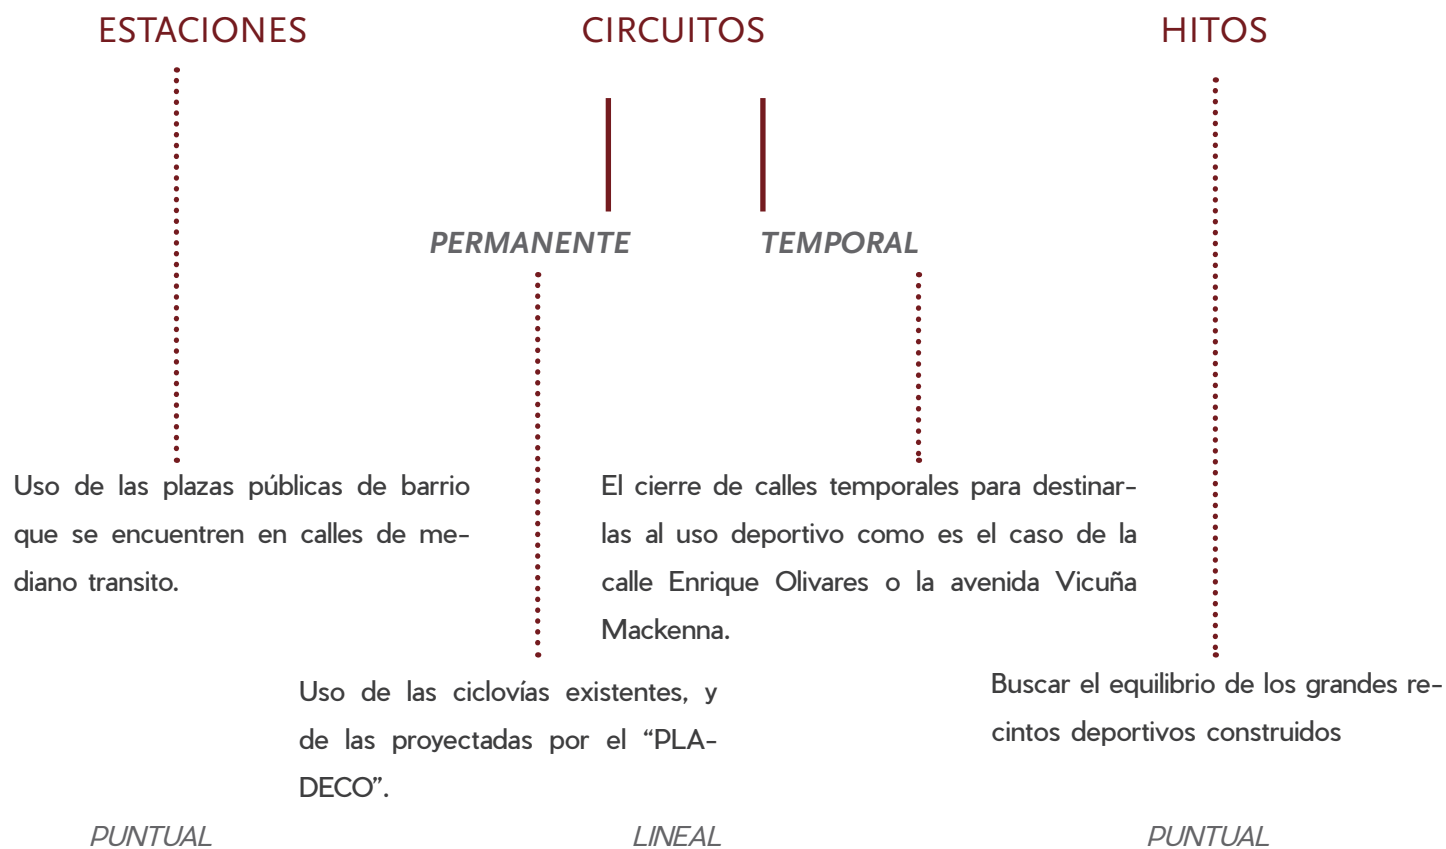 ESTACIONES
CIRCUITOS
HITOS
PERMANENTE
TEMPORAL
Uso de las plazas públicas de barrio
que se encuentren en calles de me-
diano transito.
El cierre de calles temporales para destinar-
las al uso deportivo como es el caso de la
calle Enrique Olivares o la avenida Vicuña
Mackenna.
Uso de las ciclovías existentes, y
de las proyectadas por el “PLA-
DECO”.
Buscar el equilibrio de los grandes re-
cintos deportivos construidos
PUNTUAL
LINEAL
PUNTUAL